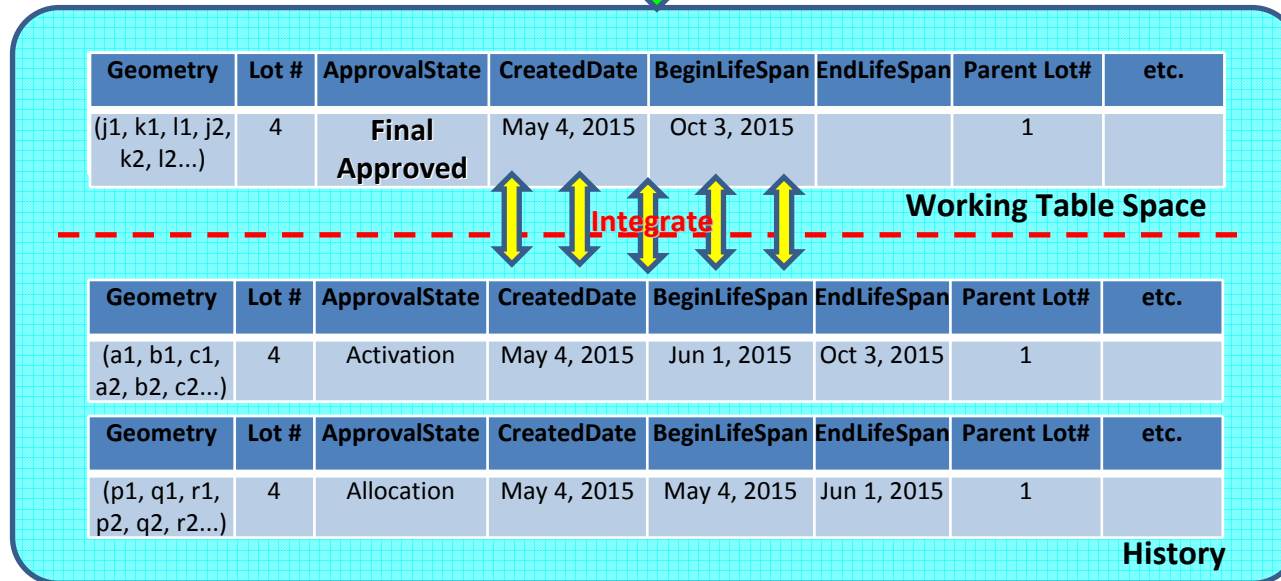 Geometry Lot # ApprovalState CreatedDate BeginLifeSpan EndLifeSpan Parent Lot# etc.
(j1, k1, l1, j2, k2, l2...) 4 Final Approved May 4, 2015 Oct 3, 2015 1
Working Table Space
Integrate
Geometry Lot # ApprovalState CreatedDate BeginLifeSpan EndLifeSpan Parent Lot# etc.
(a1, b1, c1, a2, b2, c2...) 4 Activation May 4, 2015 Jun 1, 2015 Oct 3, 2015 1
Geometry Lot # ApprovalState CreatedDate BeginLifeSpan EndLifeSpan Parent Lot# etc.
(p1, q1, r1, p2, q2, r2...) 4 Allocation May 4, 2015 May 4, 2015 Jun 1, 2015 1
History